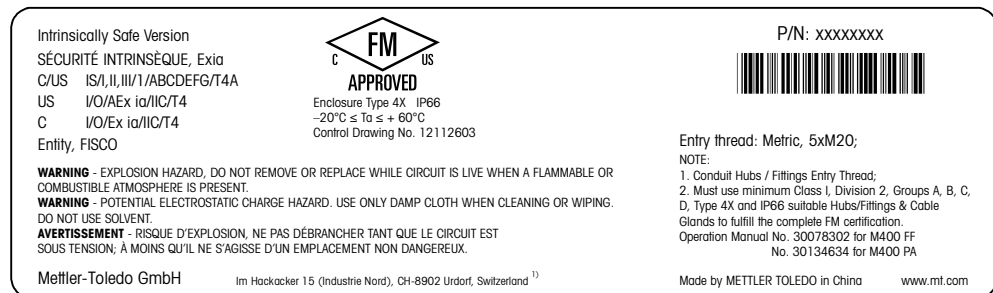 Intrinsically Safe Version
SÉCURITÉ INTRINSÈQUE, Exia
C/US IS/I,II,III/1/ABCDEFG/T4A
US I/O/AEx ia/IIC/T4
C I/O/Ex ia/IIC/T4
Entity, FISCO
FM
C US
APPROVED
Enclosure Type 4X IP66
–20°C ≤ Ta ≤ + 60°C
Control Drawing No. 12112603
WARNING - EXPLOSION HAZARD, DO NOT REMOVE OR REPLACE WHILE CIRCUIT IS LIVE WHEN A FLAMMABLE OR
COMBUSTIBLE ATMOSPHERE IS PRESENT.
WARNING - POTENTIAL ELECTROSTATIC CHARGE HAZARD. USE ONLY DAMP CLOTH WHEN CLEANING OR WIPING.
DO NOT USE SOLVENT.
AVERTISSEMENT - RISQUE D'EXPLOSION, NE PAS DÉBRANCHER TANT QUE LE CIRCUIT EST
SOUS TENSION; À MOINS QU'IL NE S'AGISSE D'UN EMPLACEMENT NON DANGEREUX.
Mettler-Toledo GmbH Im Hackacker 15 (Industrie Nord), CH-8902 Urdorf, Switzerland 1)
P/N: xxxxxxxx
Entry thread: Metric, 5xM20;
NOTE:
1. Conduit Hubs / Fittings Entry Thread;
2. Must use minimum Class I, Division 2, Groups A, B, C,
D, Type 4X and IP66 suitable Hubs/Fittings & Cable
Glands to fulfill the complete FM certification.
Operation Manual No. 30078302 for M400 FF
No. 30134634 for M400 PA
Made by METTLER TOLEDO in China www.mt.com